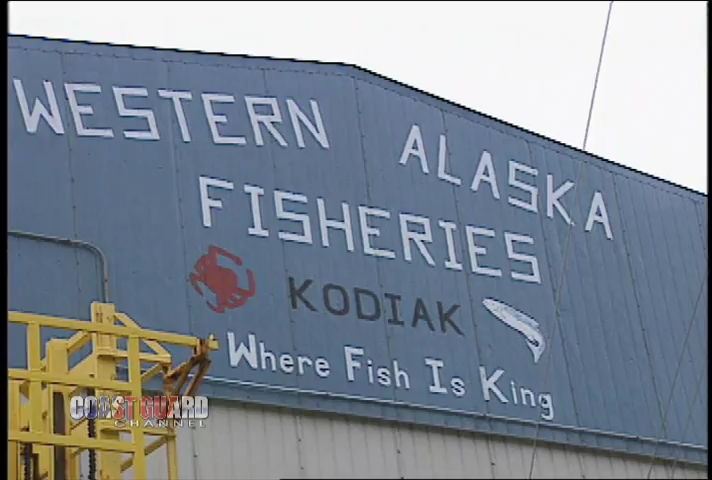 WESTERN ALASKA
FISHERIES
KODIAK
Where Fish Is King
COAST GUARD
CHANNEL